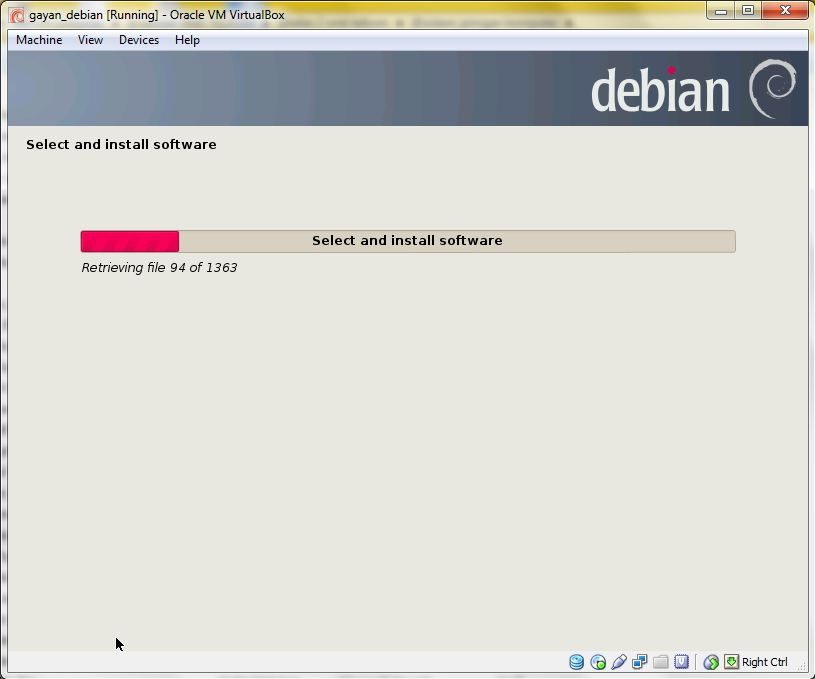 gayan_debian [Running] - Oracle VM VirtualBox
Machine View Devices Help
debian
Select and install software
Select and install software
Retrieving file 94 of 1363
Right Ctrl